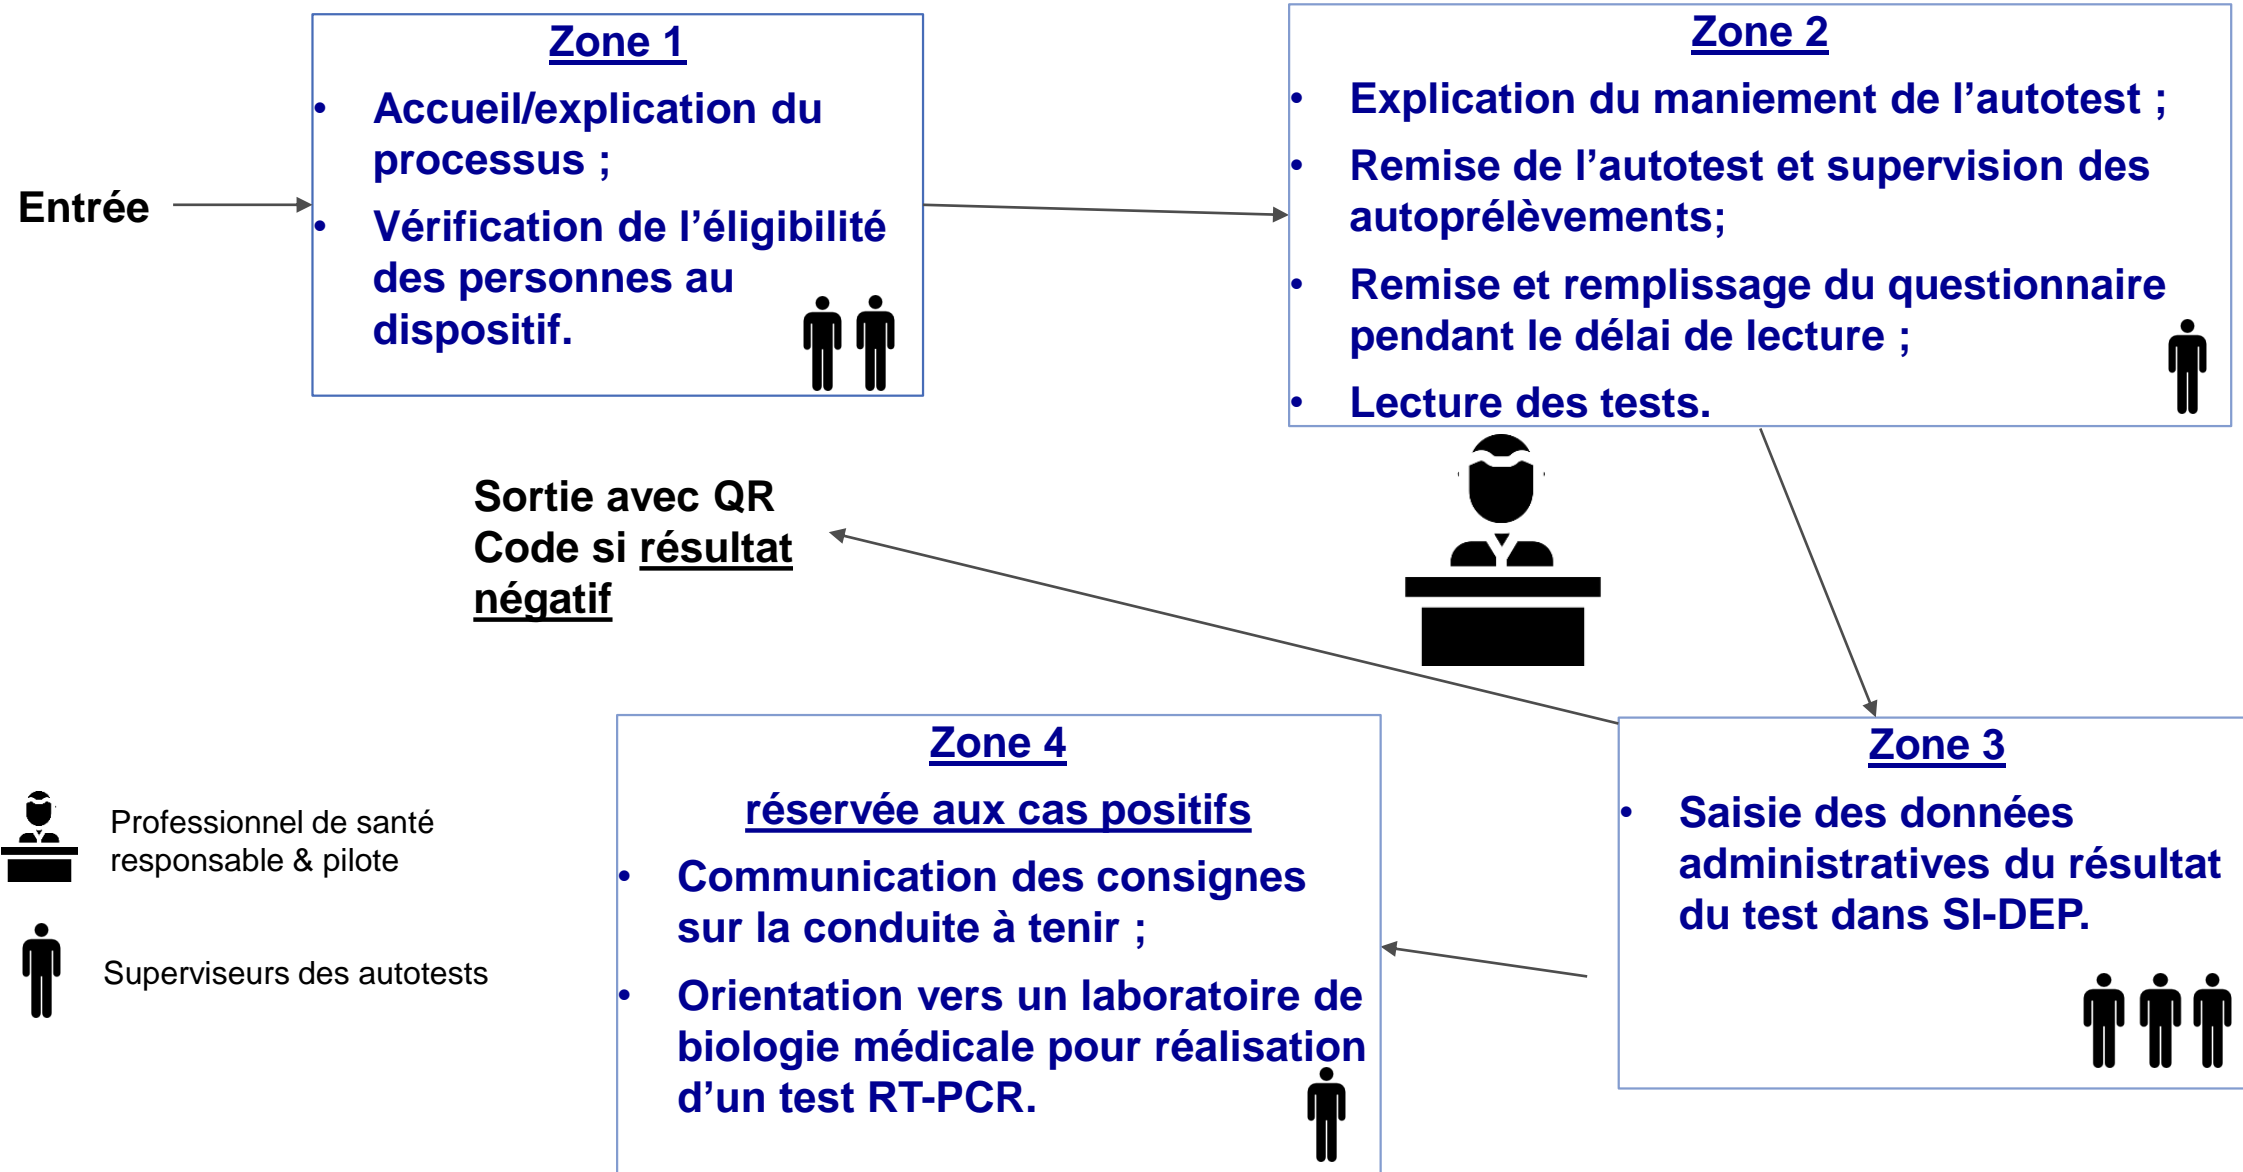 Entrée
Zone 1
• Accueil/explication du
processus ;
• Vérification de l’éligibilité
des personnes au
dispositif.
Zone 2
• Explication du maniement de l’autotest ;
• Remise de l’autotest et supervision des
autoprélèvements;
• Remise et remplissage du questionnaire
pendant le délai de lecture ;
• Lecture des tests.
Sortie avec QR
Code si résultat
négatif
Zone 3
• Saisie des données
administratives du résultat
du test dans SI-DEP.
Zone 4
réservée aux cas positifs
• Communication des consignes
sur la conduite à tenir ;
• Orientation vers un laboratoire de
biologie médicale pour réalisation
d’un test RT-PCR.
Professionnel de santé
responsable & pilote
Superviseurs des autotests